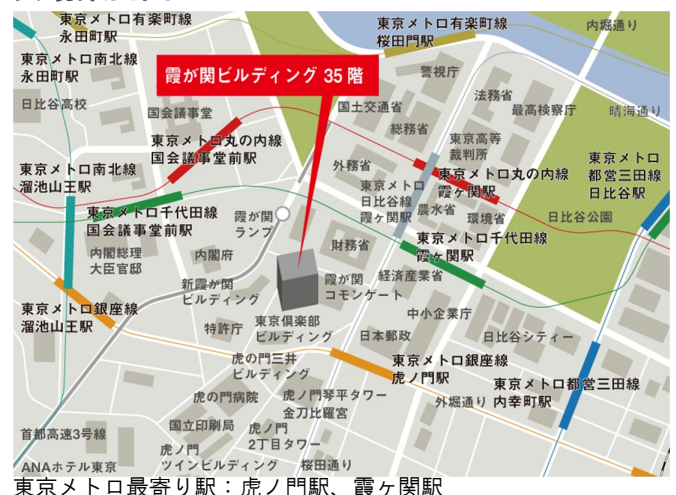 東京メトロ有楽町線
永田町駅
東京メトロ有楽町線
桜田門駅
内堀通り
東京メトロ南北線
永田町駅
霞が関ビルディング 35 階
警視庁
日比谷高校
国会議事堂
国土交通省
法務省
最高検察庁
晴海通り
総務省
東京メトロ丸の内線
国会議事堂前駅
東京高等
裁判所
東京メトロ南北線
溜池山王駅
外務省
東京メトロ丸の内線
霞ヶ関駅
東京メトロ
都営三田線
日比谷駅
東京メトロ
日比谷線
霞ヶ関駅
農水省
環境省
日比谷公園
東京メトロ千代田線
国会議事堂前駅
霞が関
ランプ
財務省
東京メトロ千代田線
霞ヶ関駅
内閣総理
大臣官邸
内閣府
新霞が関
ビルディング
霞が関
コモンゲート
経済産業省
東京メトロ銀座線
溜池山王駅
特許庁
東京倶楽部
ビルディング
日本郵政
中小企業庁
日比谷シティー
虎の門三井
ビルディング
東京メトロ銀座線
虎ノ門駅
東京メトロ都営三田線
内幸町駅
虎の門病院
虎ノ門琴平タワー
金刀比羅宮
外堀通り
国立印刷局
虎ノ門
2丁目タワー
首都高速3号線
虎ノ門
ツインビルディング
桜田通り
ANAホテル東京
東京メトロ最寄り駅：虎ノ門駅、霞ヶ関駅